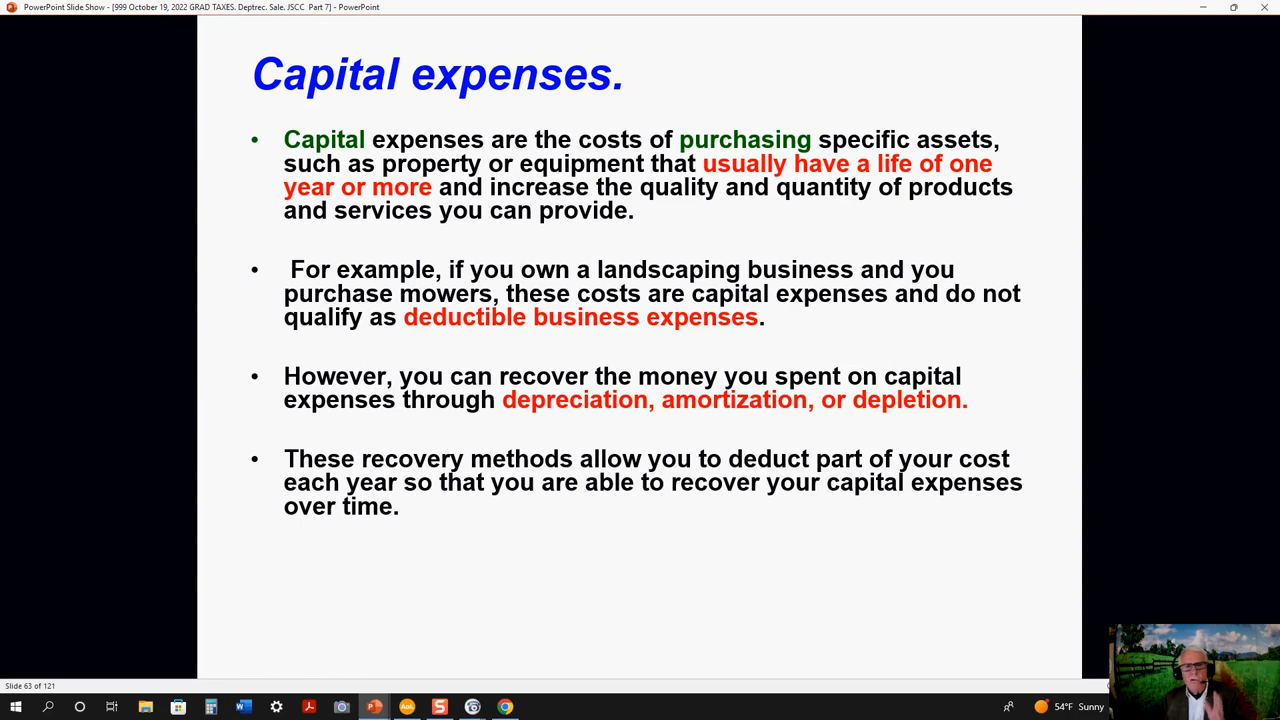 PowerPoint Slide Show - [999 October 19, 2022 GRAD TAXES. Deptrec. Sale. JSCC Part 7] - PowerPoint
Capital expenses.
• Capital expenses are the costs of purchasing specific assets,
such as property or equipment that usually have a life of one
year or more and increase the quality and quantity of products
and services you can provide.
• For example, if you own a landscaping business and you
purchase mowers, these costs are capital expenses and do not
qualify as deductible business expenses.
• However, you can recover the money you spent on capital
expenses through depreciation, amortization, or depletion.
• These recovery methods allow you to deduct part of your cost
each year so that you are able to recover your capital expenses
over time.
Slide 63 of 121
54°F Sunny